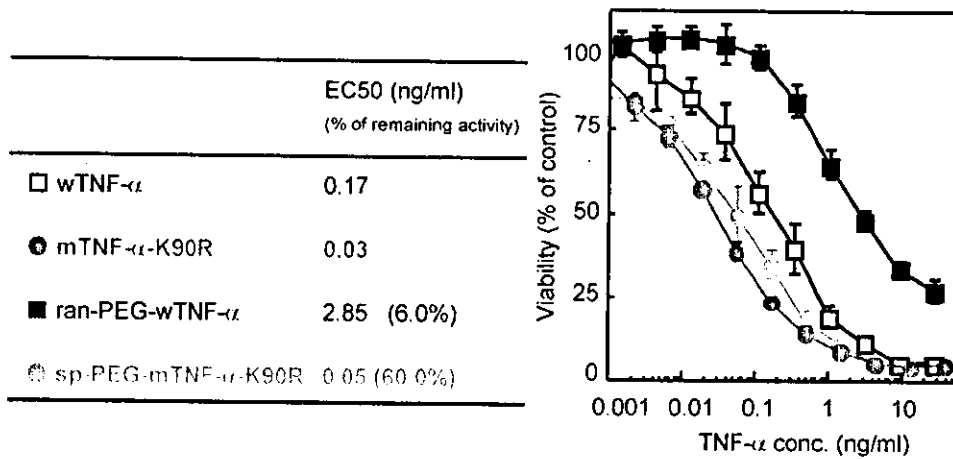 EC50 (ng/ml)
(% of remaining activity)
wTNF-α 0.17
mTNF-α-K90R 0.03
ran-PEG-wTNF-α 2.85 (6.0%)
sp-PEG-mTNF-α-K90R 0.05 (60.0%)
Viability (% of control)
100
75
50
25
0
0.001 0.01 0.1 1 10
TNF-α conc. (ng/ml)